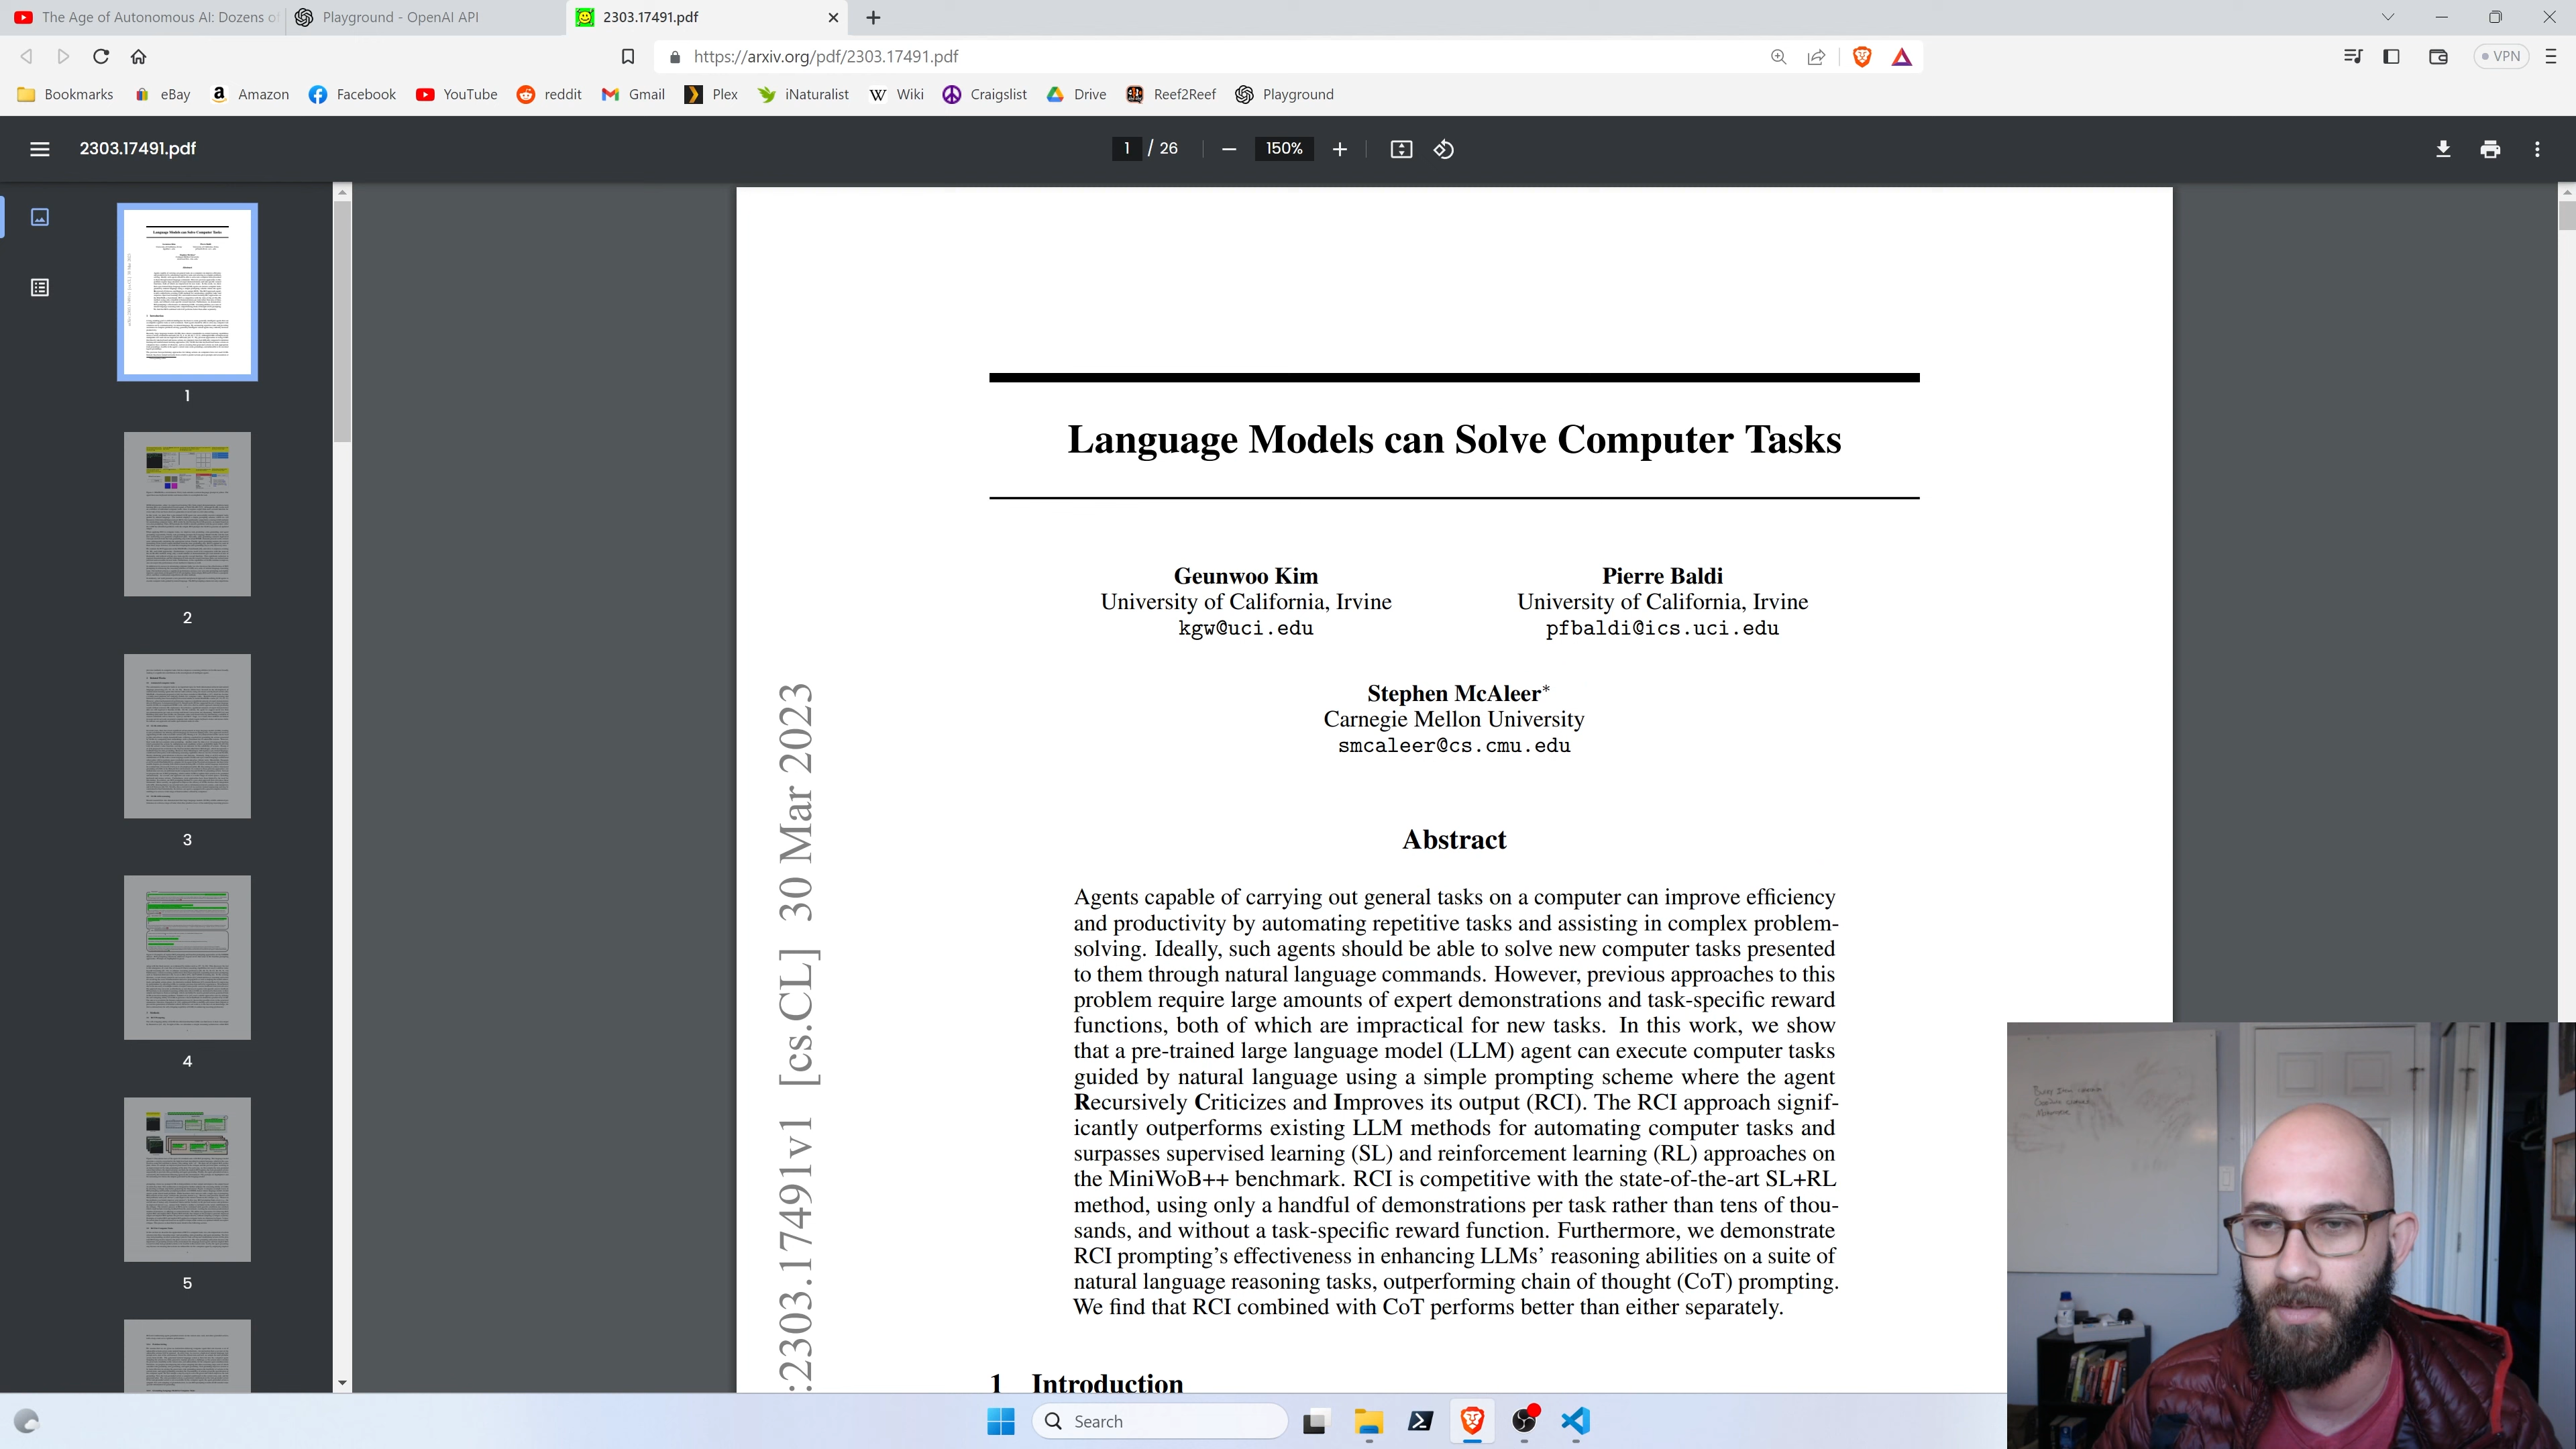 The Age of Autonomous AI: Dozens of
Playground - OpenAI API
2303.17491.pdf
https://arxiv.org/pdf/2303.17491.pdf
VPN
Bookmarks
eBay
Amazon
Facebook
YouTube
reddit
Gmail
Plex
iNaturalist
Wiki
Craigslist
Drive
Reef2Reef
Playground
2303.17491.pdf
1 / 26
150%
1
2
3
4
5
Language Models can Solve Computer Tasks
Geunwoo Kim
University of California, Irvine
kgw@uci.edu
Pierre Baldi
University of California, Irvine
pfbaldi@ics.uci.edu
Stephen McAleer*
Carnegie Mellon University
smcaleer@cs.cmu.edu
:2303.17491v1 [cs.CL] 30 Mar 2023
Abstract
Agents capable of carrying out general tasks on a computer can improve efficiency
and productivity by automating repetitive tasks and assisting in complex problem-
solving. Ideally, such agents should be able to solve new computer tasks presented
to them through natural language commands. However, previous approaches to this
problem require large amounts of expert demonstrations and task-specific reward
functions, both of which are impractical for new tasks. In this work, we show
that a pre-trained large language model (LLM) agent can execute computer tasks
guided by natural language using a simple prompting scheme where the agent
Recursively Criticizes and Improves its output (RCI). The RCI approach signif-
icantly outperforms existing LLM methods for automating computer tasks and
surpasses supervised learning (SL) and reinforcement learning (RL) approaches on
the MiniWoB++ benchmark. RCI is competitive with the state-of-the-art SL+RL
method, using only a handful of demonstrations per task rather than tens of thou-
sands, and without a task-specific reward function. Furthermore, we demonstrate
RCI prompting's effectiveness in enhancing LLMs' reasoning abilities on a suite of
natural language reasoning tasks, outperforming chain of thought (CoT) prompting.
We find that RCI combined with CoT performs better than either separately.
1 Introduction
Search